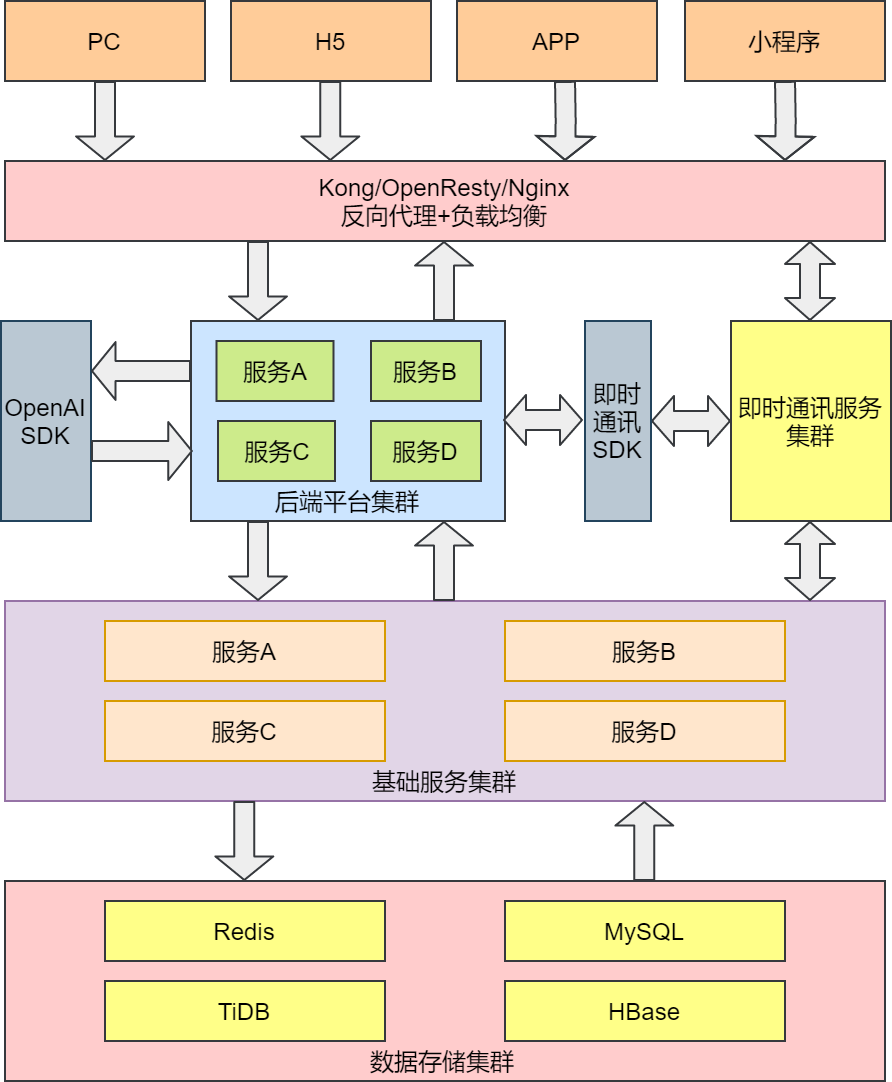 PC
H5
APP
小程序
Kong/OpenResty/Nginx
反向代理+负载均衡
OpenAI
SDK
服务A
服务B
服务C
服务D
后端平台集群
即时
通讯
SDK
即时通讯服务
集群
服务A
服务B
服务C
服务D
基础服务集群
Redis
MySQL
TiDB
HBase
数据存储集群